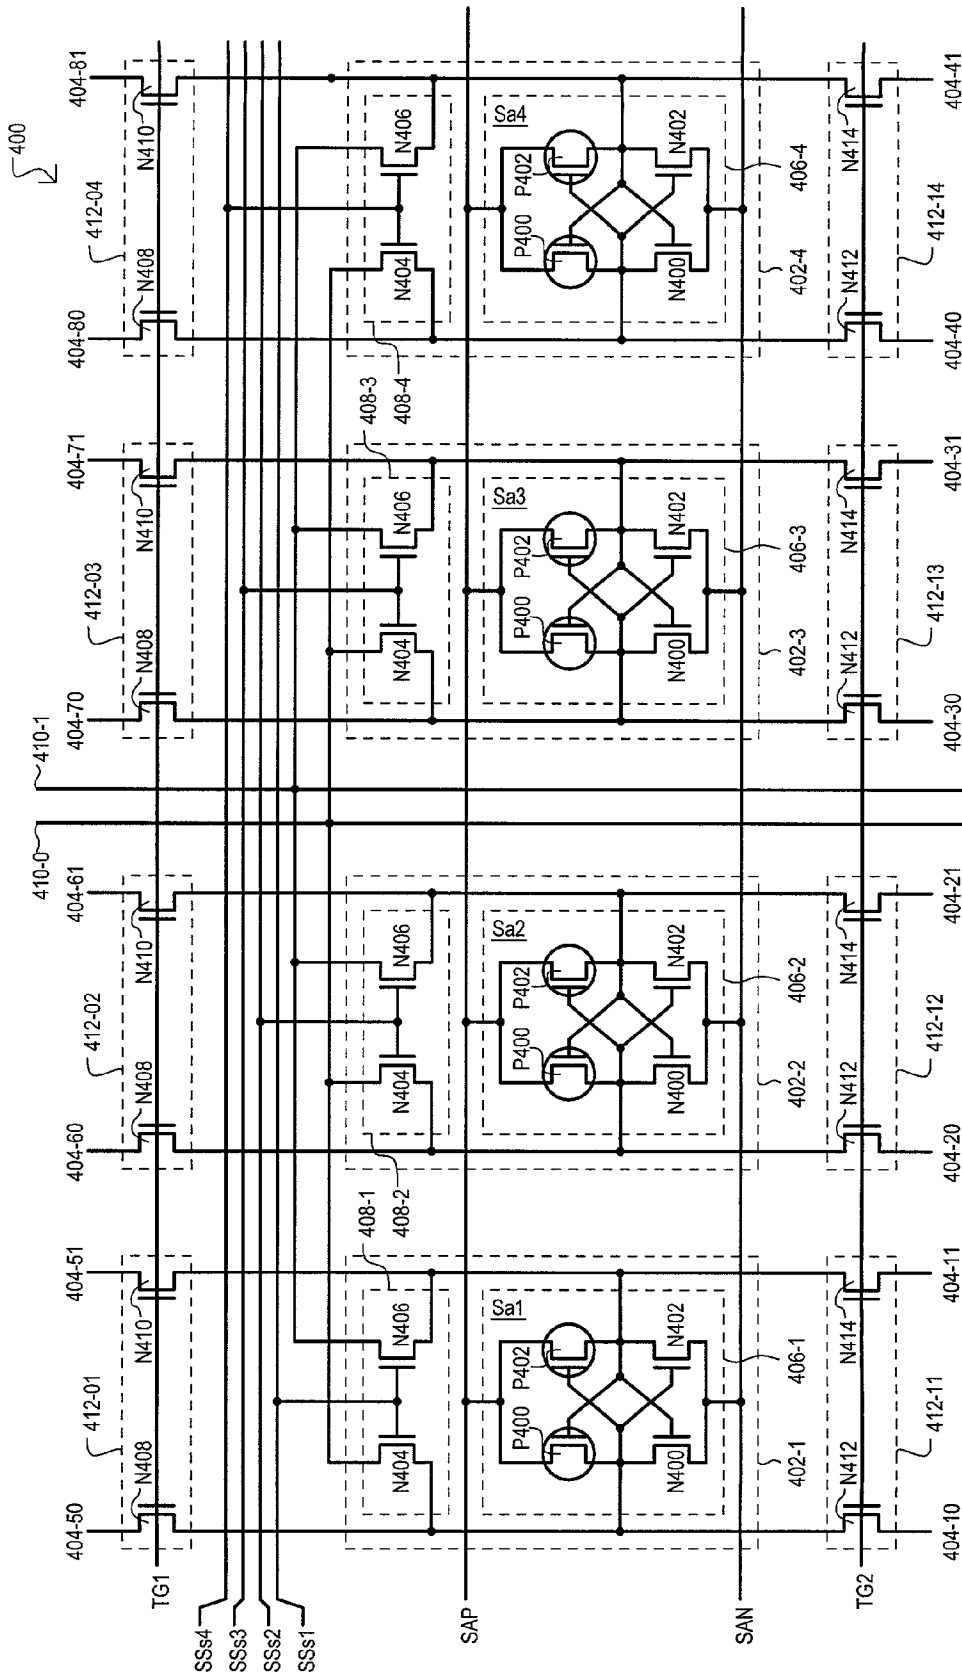 400
404-50
404-51
404-60
404-61
410-0
410-1
404-70
404-71
404-80
404-81
412-01
412-02
412-03
412-04
N408
N410
N408
N410
N408
N410
N408
N410
TG1
SSs4
SSs3
SSs2
SSs1
408-1
408-2
408-3
408-4
N404
N406
N404
N406
N404
N406
N404
N406
SAP
Sa1
Sa2
Sa3
Sa4
P400
P402
P400
P402
P400
P402
P400
P402
N400
N402
N400
N402
N400
N402
N400
N402
SAN
406-1
406-2
406-3
406-4
402-1
402-2
402-3
402-4
N412
N414
N412
N414
N412
N414
N412
N414
TG2
412-11
412-12
412-13
412-14
404-10
404-11
404-20
404-21
404-30
404-31
404-40
404-41